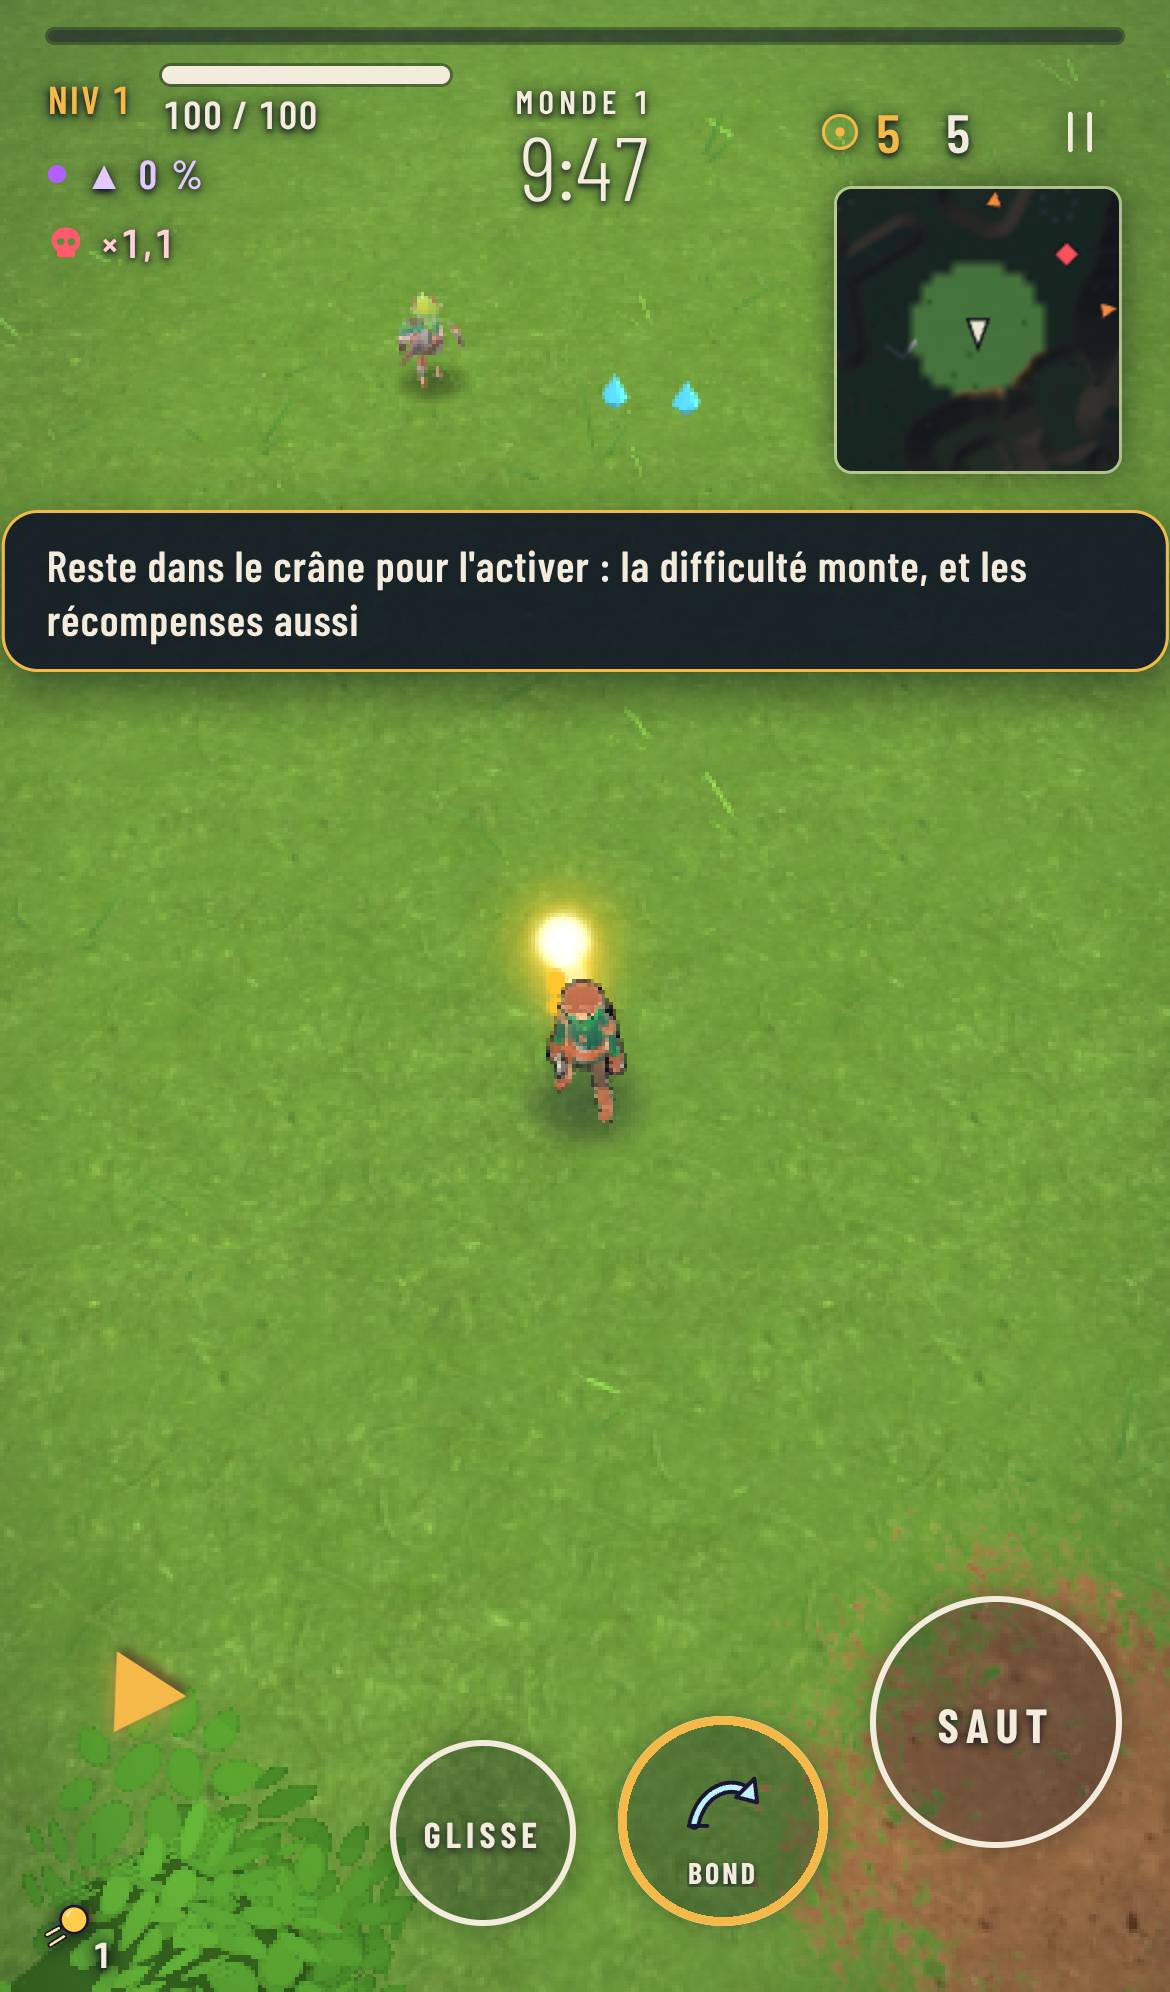 NIV 1
100 / 100
MONDE 1
9:47
5 5
0 %
×1,1
Reste dans le crâne pour l'activer : la difficulté monte, et les
récompenses aussi
SAUT
GLISSE
BOND
1